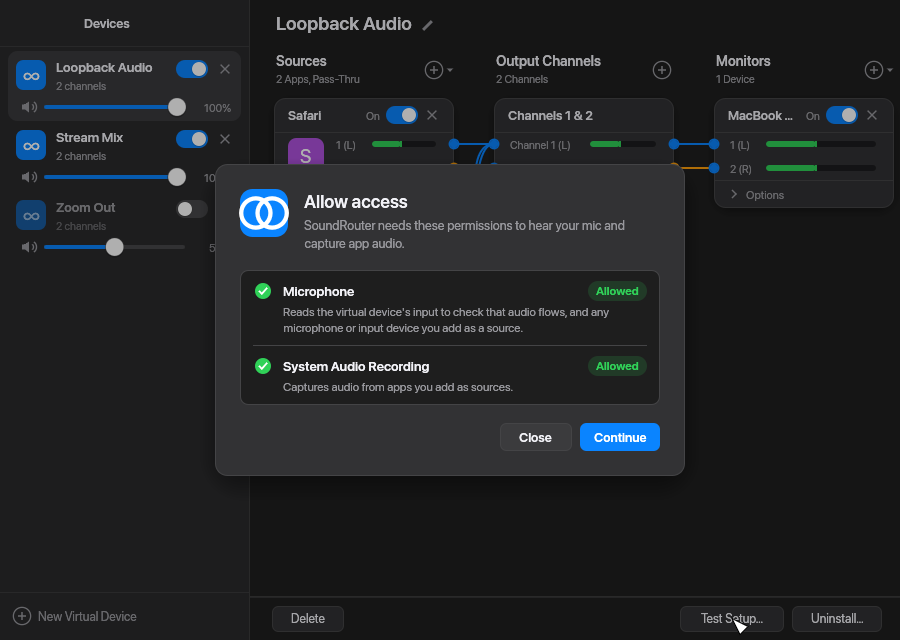 Devices
Loopback Audio
2 channels
100%
Stream Mix
2 channels
10
Zoom Out
2 channels
5
New Virtual Device
Loopback Audio
Sources
2 Apps, Pass-Thru
Output Channels
2 Channels
Monitors
1 Device
Safari
On
S
1 (L)
Channels 1 & 2
Channel 1 (L)
MacBook ...
On
1 (L)
2 (R)
Options
Allow access
SoundRouter needs these permissions to hear your mic and
capture app audio.
Microphone
Allowed
Reads the virtual device's input to check that audio flows, and any
microphone or input device you add as a source.
System Audio Recording
Allowed
Captures audio from apps you add as sources.
Close
Continue
Delete
Test Setup...
Uninstall...